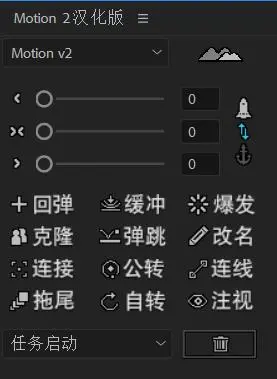 Motion 2汉化版
Motion v2
0
0
0
回弹 缓冲 爆发
克隆 弹跳 改名
连接 公转 连线
拖尾 自转 注视
任务启动